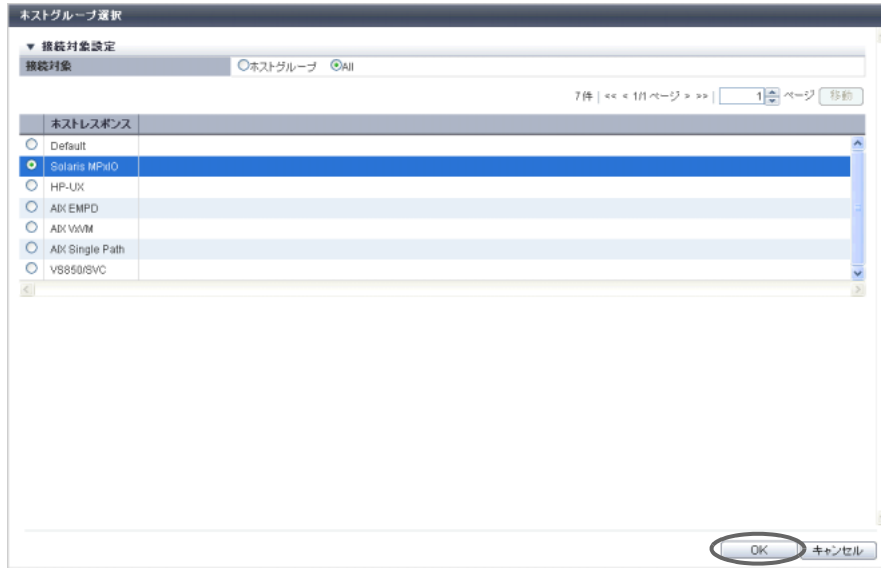 ホストグループ選択
▼ 接続対象設定
接続対象 ホストグループ All
7件 | << < 1/1 ページ > >> | 1 ページ 移動
ホストレスポンス
Default
Solaris MPxIO
HP-UX
AIX EMPD
AIX VxVM
AIX Single Path
VS850/SVC
OK キャンセル